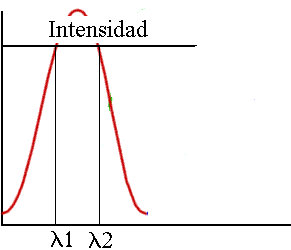 Intensidad
λ1 λ2